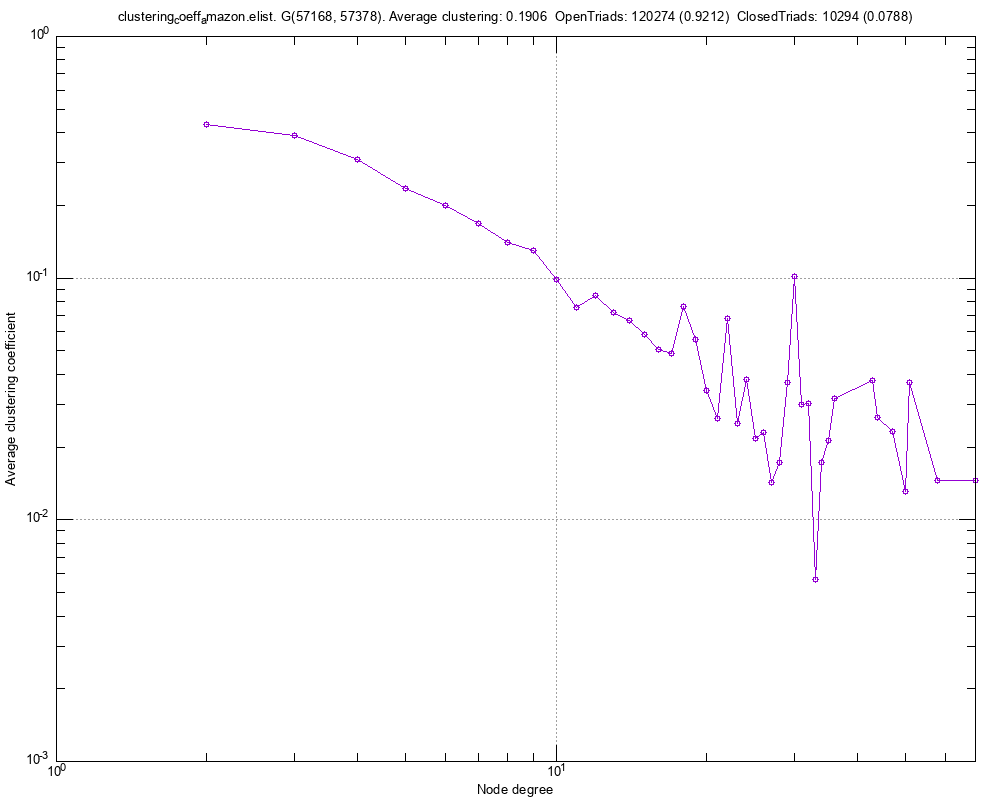 clustering_coeff_amazon.elist. G(57168, 57378). Average clustering: 0.1906  OpenTriads: 120274 (0.9212)  ClosedTriads: 10294 (0.0788)
10^0
10^-1
Average clustering coefficient
10^-2
10^-3
10^0 10^1
Node degree